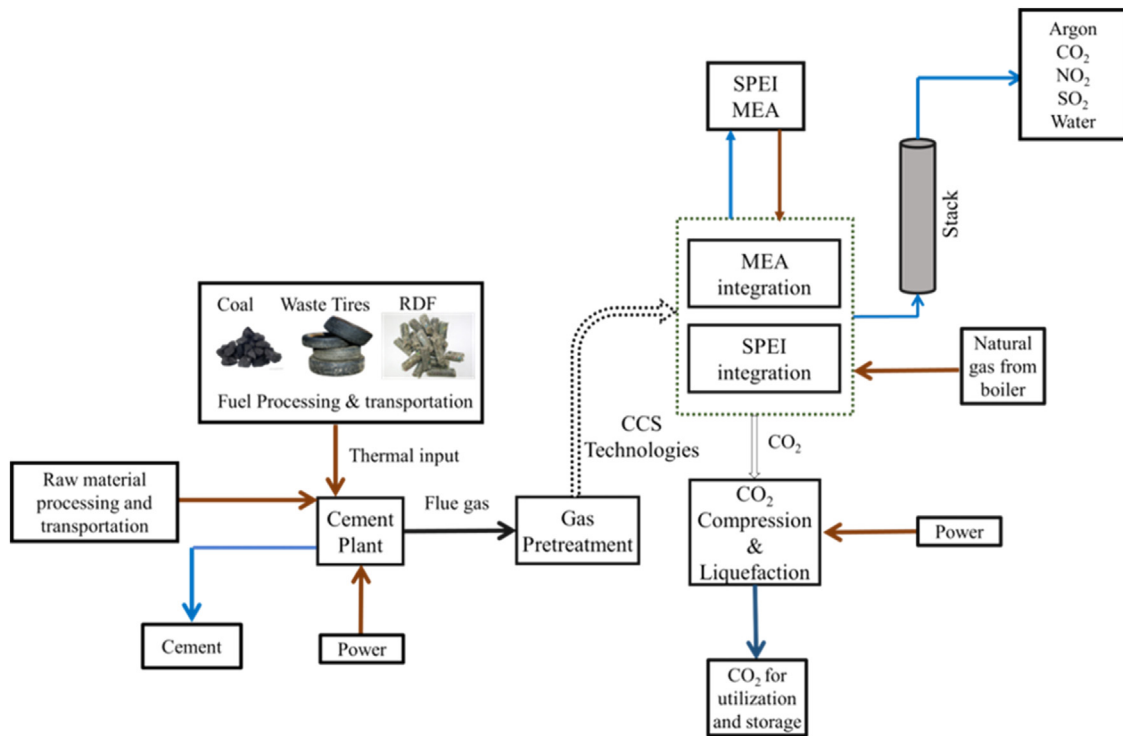 Argon
CO₂
NO₂
SO₂
Water
SPEI
MEA
Stack
MEA
integration
SPEI
integration
Natural
gas from
boiler
Coal
Waste Tires
RDF
Fuel Processing & transportation
CCS
Technologies
CO₂
Thermal input
Raw material
processing and
transportation
Flue gas
Cement
Plant
Gas
Pretreatment
CO₂
Compression
&
Liquefaction
Power
Cement
Power
CO₂ for
utilization
and storage